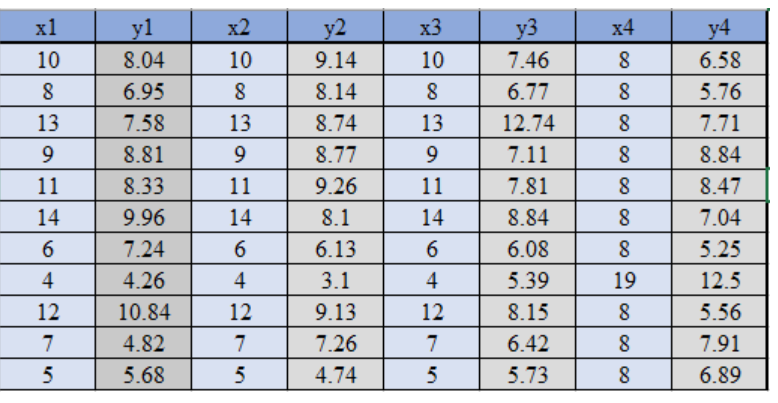 x1 y1 x2 y2 x3 y3 x4 y4
10 8.04 10 9.14 10 7.46 8 6.58
8 6.95 8 8.14 8 6.77 8 5.76
13 7.58 13 8.74 13 12.74 8 7.71
9 8.81 9 8.77 9 7.11 8 8.84
11 8.33 11 9.26 11 7.81 8 8.47
14 9.96 14 8.1 14 8.84 8 7.04
6 7.24 6 6.13 6 6.08 8 5.25
4 4.26 4 3.1 4 5.39 19 12.5
12 10.84 12 9.13 12 8.15 8 5.56
7 4.82 7 7.26 7 6.42 8 7.91
5 5.68 5 4.74 5 5.73 8 6.89